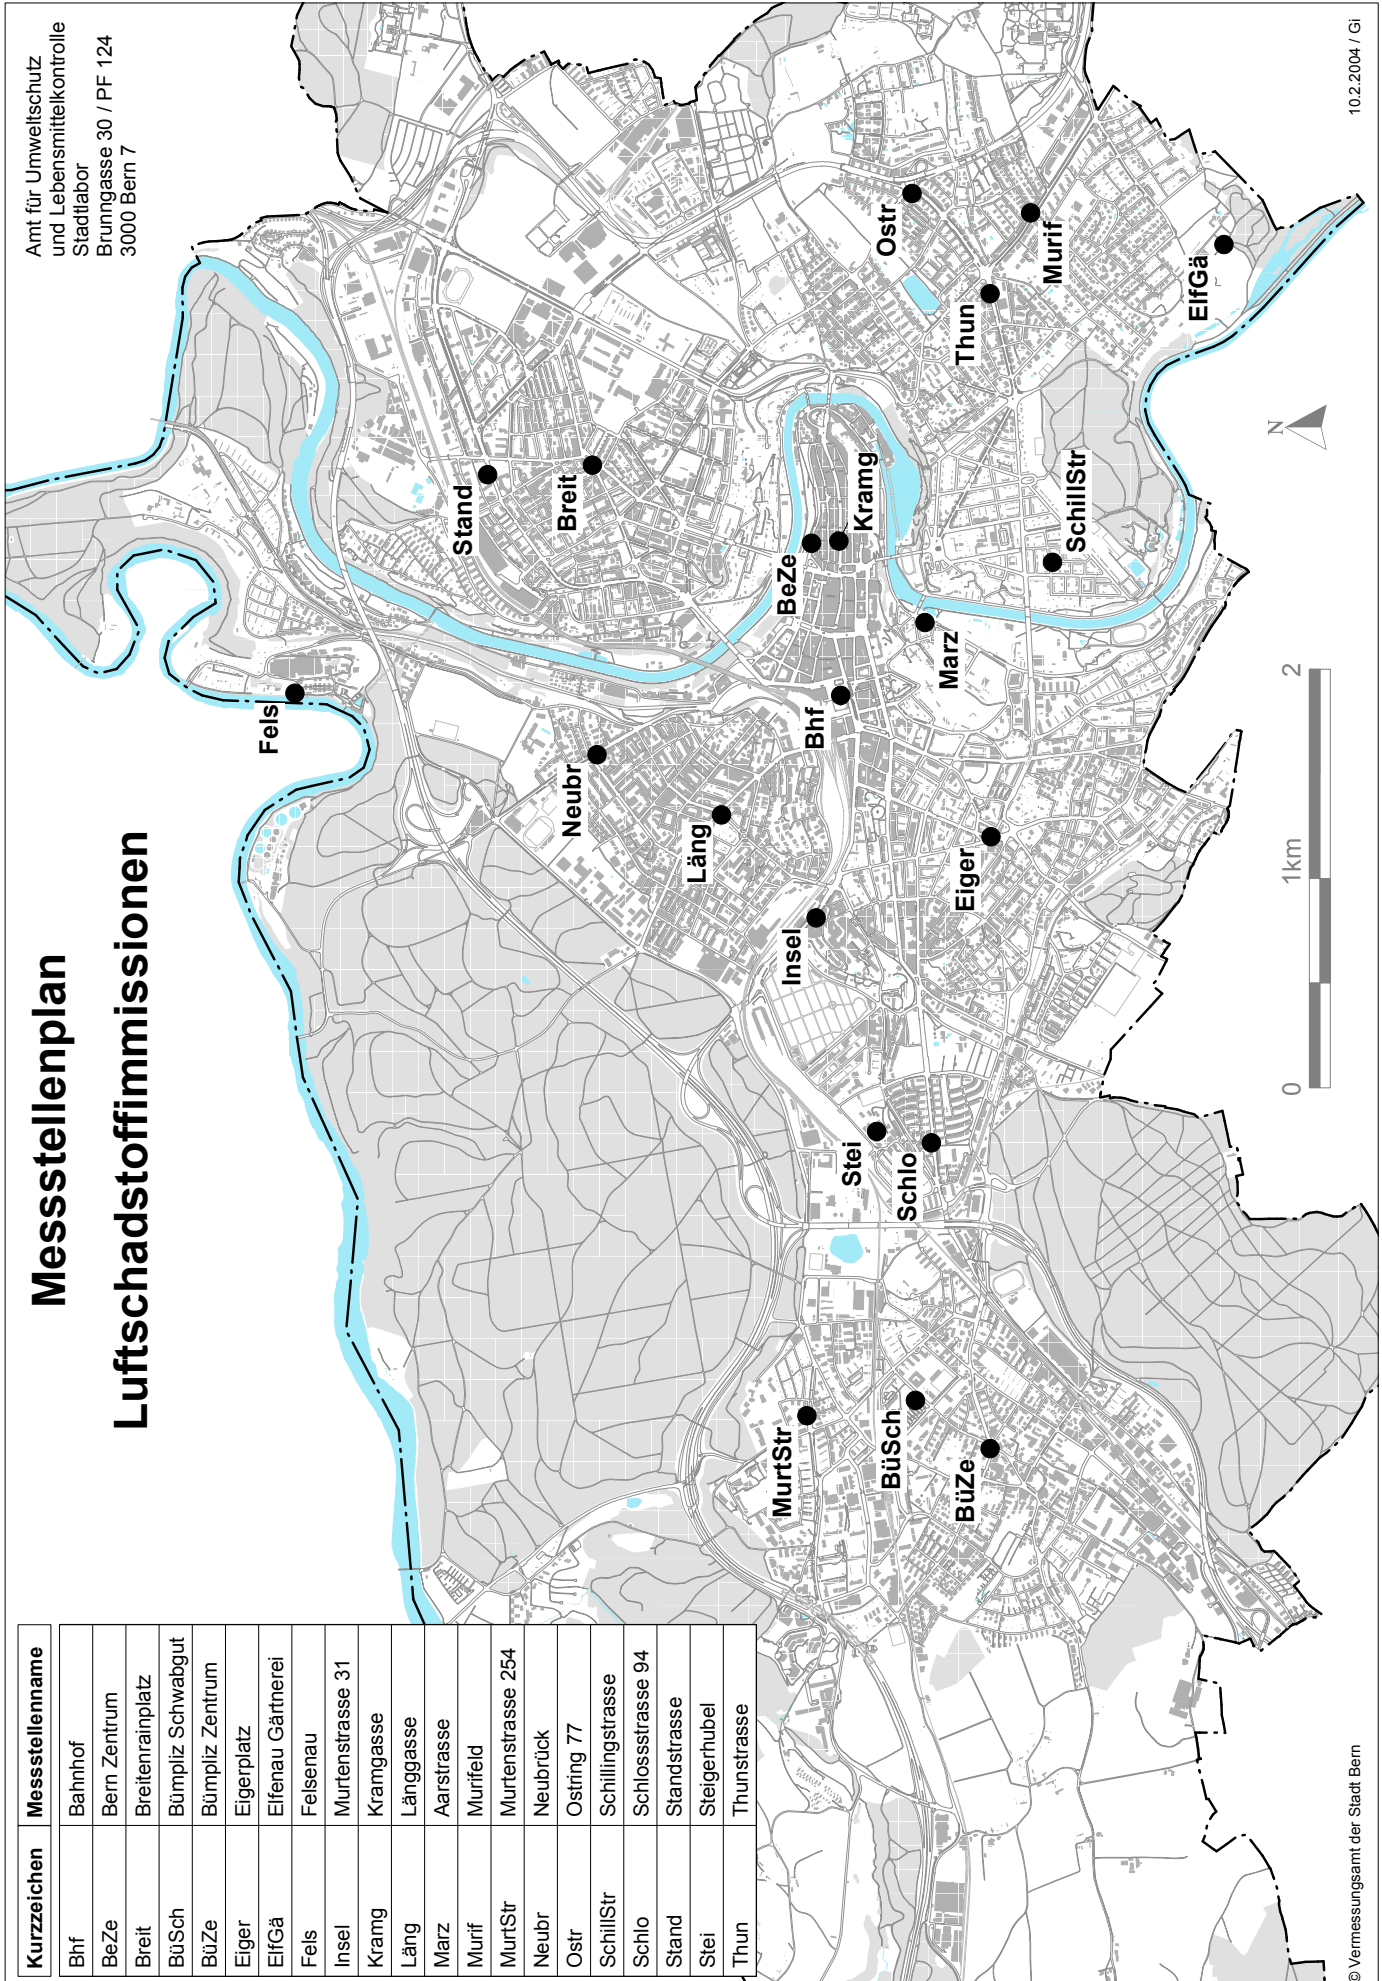 Messstellenplan
Luftschadstoffimmissionen
Amt für Umweltschutz
und Lebensmittelkontrolle
Stadtlabor
Brunngasse 30 / PF 124
3000 Bern 7
Kurzzeichen Messstellenname
Bhf Bahnhof
BeZe Bern Zentrum
Breit Breitenrainplatz
BüSch Bümpliz Schwabgut
BüZe Bümpliz Zentrum
Eiger Eigerplatz
ElfGä Elfenau Gärtnerei
Fels Felsenau
Insel Murtenstrasse 31
Kramg Kramgasse
Läng Länggasse
Marz Aarstrasse
Murif Murifeld
MurtStr Murtenstrasse 254
Neubr Neubrück
Ostr Ostring 77
SchillStr Schillingstrasse
Schlo Schlossstrasse 94
Stand Standstrasse
Stei Steigerhubel
Thun Thunstrasse
Fels
Stand
Breit
Neubr
Läng
BeZe
Kramg
Bhf
Insel
Ostr
Thun
Murif
ElfGä
SchillStr
Marz
Eiger
Stei
Schlo
MurtStr
BüSch
BüZe
N
0 1km 2
© Vermessungsamt der Stadt Bern
10.2.2004 / Gi